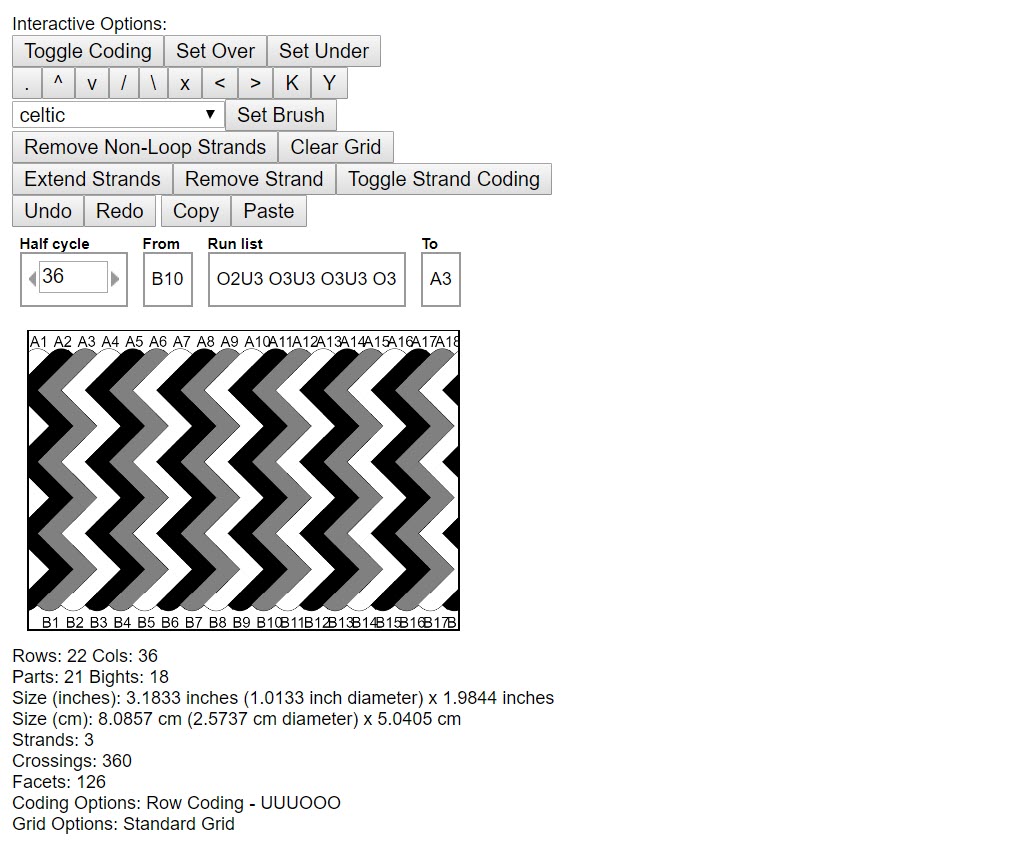 Interactive Options:
Toggle Coding Set Over Set Under
. ^ v / \ x < > K Y
celtic ▼ Set Brush
Remove Non-Loop Strands Clear Grid
Extend Strands Remove Strand Toggle Strand Coding
Undo Redo Copy Paste
Half cycle From Run list To
36 B10 O2U3 O3U3 O3U3 O3 A3
A1 A2 A3 A4 A5 A6 A7 A8 A9 A10 A11 A12 A13 A14 A15 A16 A17 A18
B1 B2 B3 B4 B5 B6 B7 B8 B9 B10 B11 B12 B13 B14 B15 B16 B17 B
Rows: 22 Cols: 36
Parts: 21 Bights: 18
Size (inches): 3.1833 inches (1.0133 inch diameter) x 1.9844 inches
Size (cm): 8.0857 cm (2.5737 cm diameter) x 5.0405 cm
Strands: 3
Crossings: 360
Facets: 126
Coding Options: Row Coding - UUUOOO
Grid Options: Standard Grid